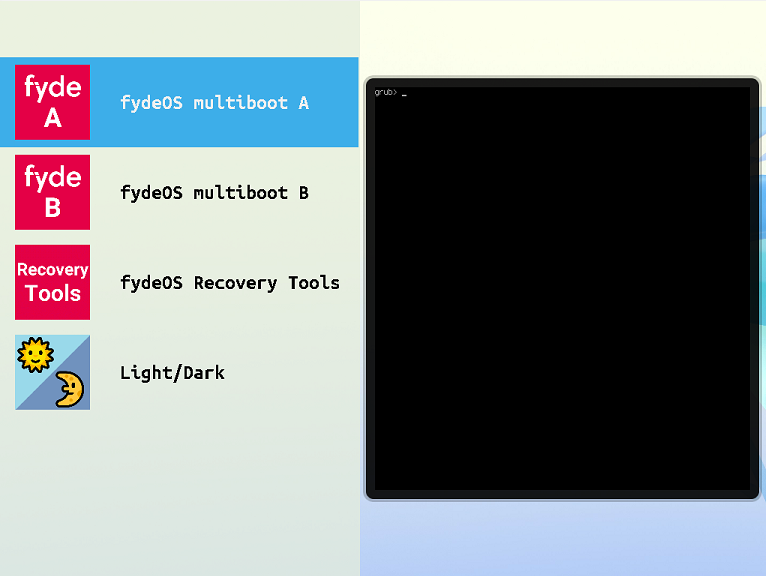 fyde
A
fydeOS multiboot A
fyde
B
fydeOS multiboot B
Recovery
Tools
fydeOS Recovery Tools
Light/Dark
grub> _